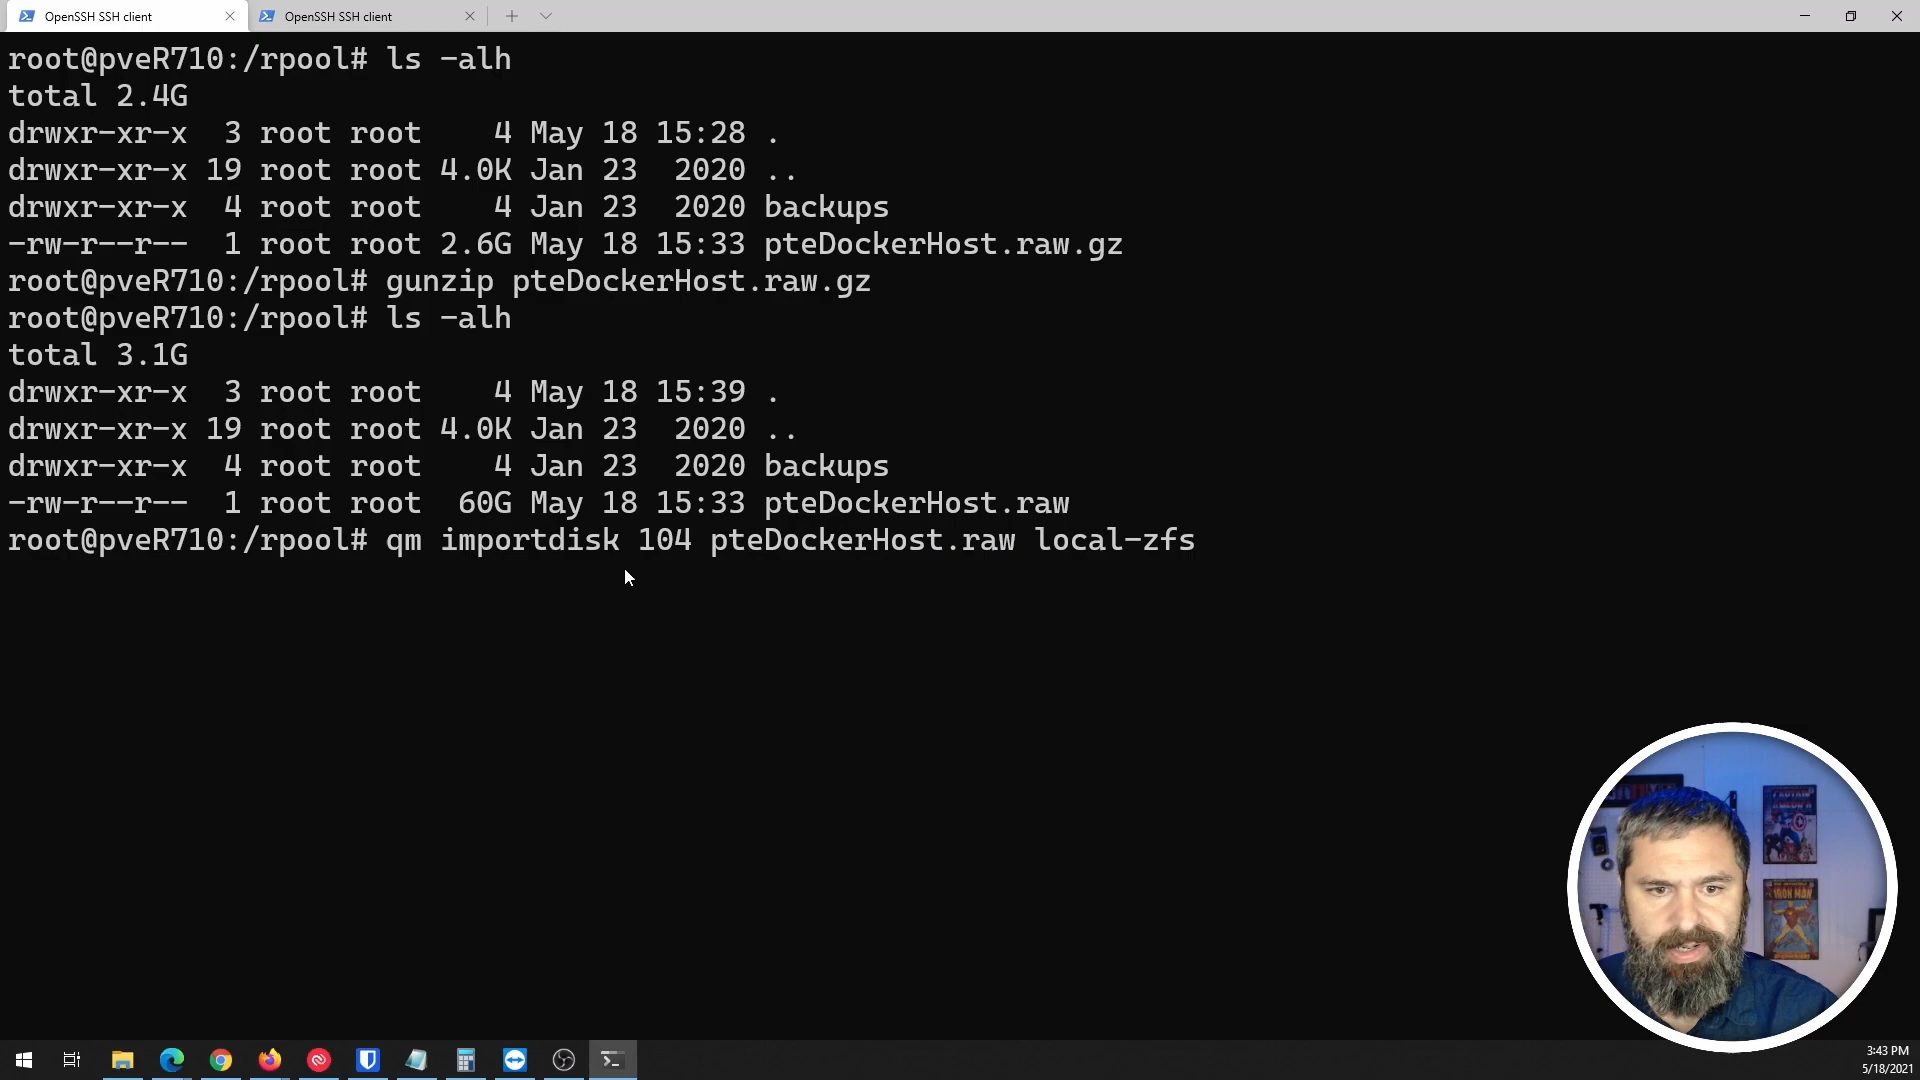 OpenSSH SSH client
OpenSSH SSH client
root@pveR710:/rpool# ls -alh
total 2.4G
drwxr-xr-x  3 root root    4 May 18 15:28 .
drwxr-xr-x 19 root root 4.0K Jan 23  2020 ..
drwxr-xr-x  4 root root    4 Jan 23  2020 backups
-rw-r--r--  1 root root 2.6G May 18 15:33 pteDockerHost.raw.gz
root@pveR710:/rpool# gunzip pteDockerHost.raw.gz
root@pveR710:/rpool# ls -alh
total 3.1G
drwxr-xr-x  3 root root    4 May 18 15:39 .
drwxr-xr-x 19 root root 4.0K Jan 23  2020 ..
drwxr-xr-x  4 root root    4 Jan 23  2020 backups
-rw-r--r--  1 root root  60G May 18 15:33 pteDockerHost.raw
root@pveR710:/rpool# qm importdisk 104 pteDockerHost.raw local-zfs
CAPTAIN
AMERICA
IRON MAN
3:43 PM
5/18/2021